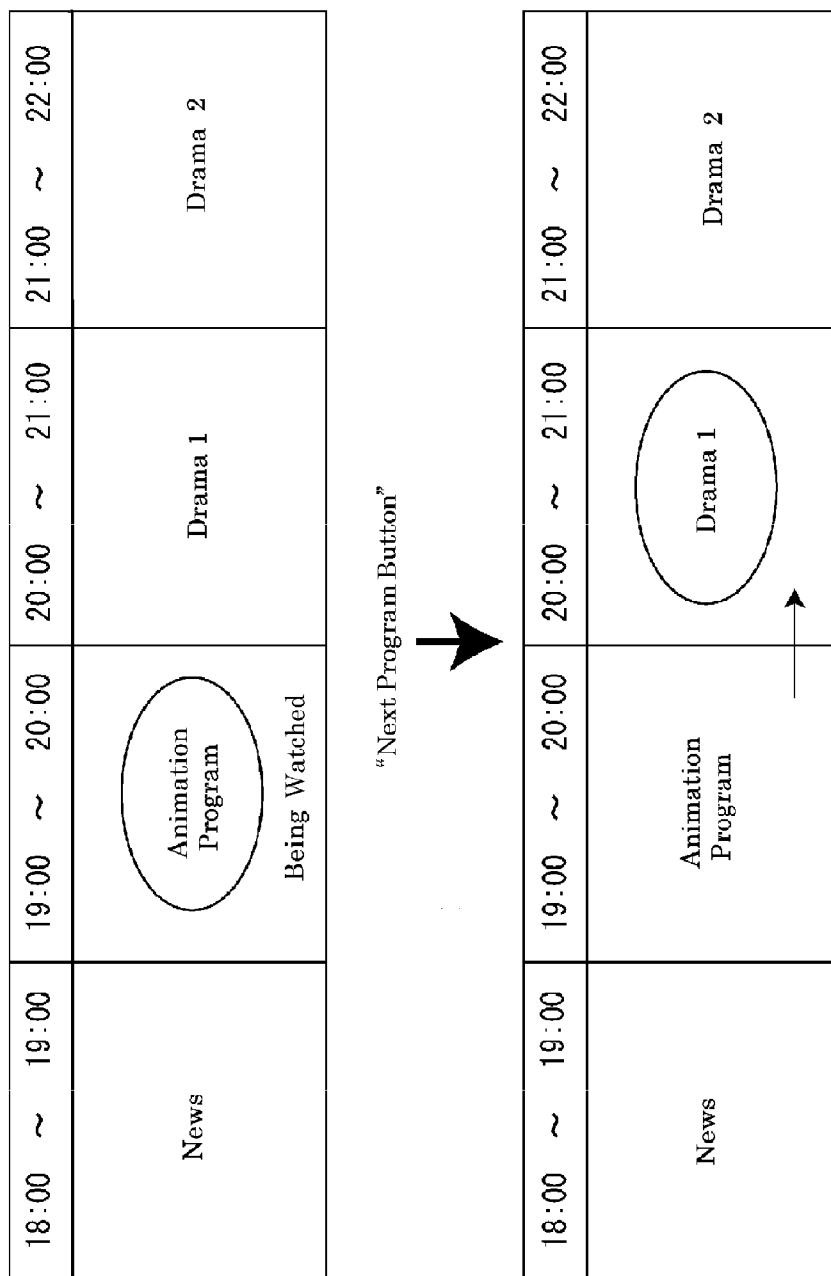 18:00 ~ 19:00
19:00 ~ 20:00
20:00 ~ 21:00
21:00 ~ 22:00
News
Animation
Program
Being Watched
Drama 1
Drama 2
“Next Program Button”
18:00 ~ 19:00
19:00 ~ 20:00
20:00 ~ 21:00
21:00 ~ 22:00
News
Animation
Program
Drama 1
Drama 2